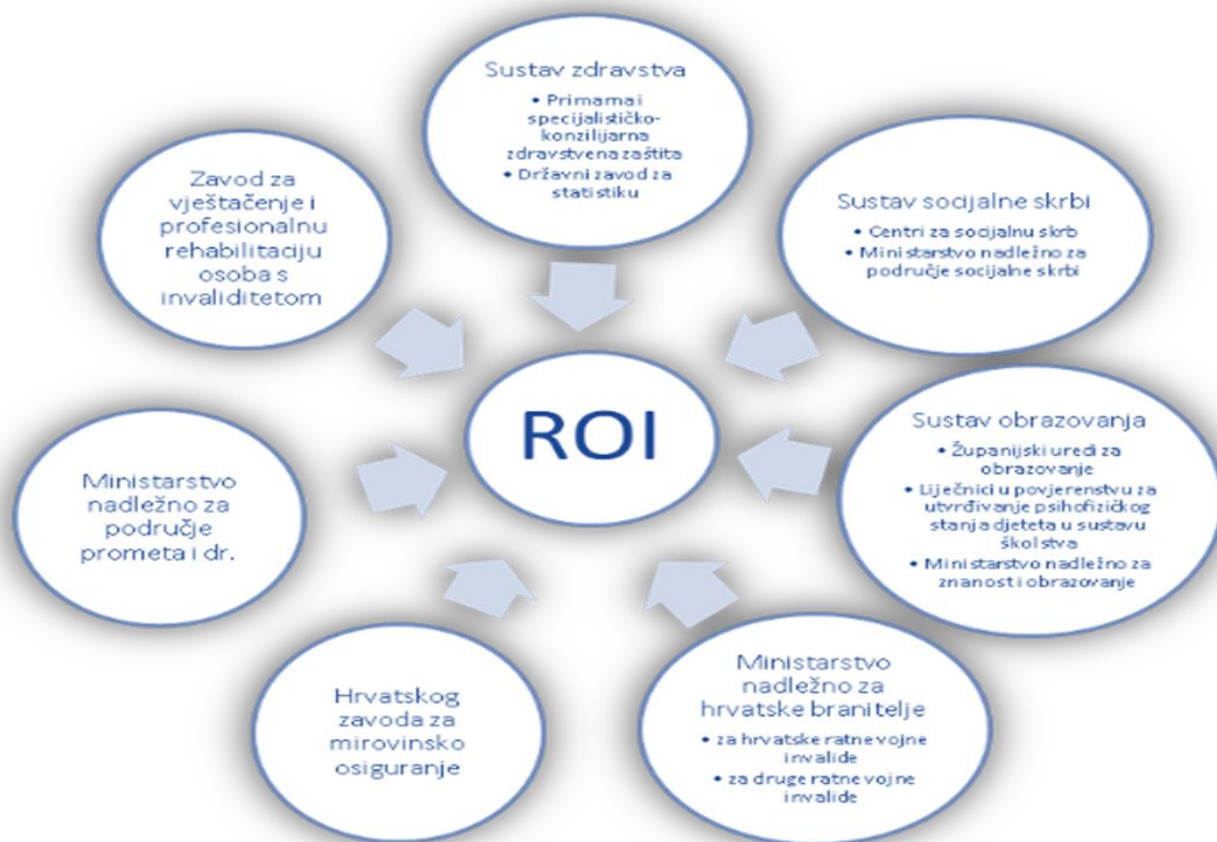 Sustav zdravstva
• Primarna i
specijalističko-
konzilijarna
zdravstvena zaštita
• Državni zavod za
statistiku
Sustav socijalne skrbi
• Centri za socijalnu skrb
• Ministarstvo nadležno za
područje socijalne skrbi
Sustav obrazovanja
• Županijski uredi za
obrazovanje
• Liječnici u povjerenstvu za
utvrđivanje psihofizičkog
stanja djeteta u sustavu
školstva
• Ministarstvo nadležno za
znanost i obrazovanje
Ministarstvo
nadležno za
hrvatske branitelje
• za hrvatske ratne vojne
invalide
• za druge ratne vojne
invalide
Hrvatskog
zavoda za
mirovinsko
osiguranje
Ministarstvo
nadležno za
područje
prometa i dr.
Zavod za
vještačenje i
profesionalnu
rehabilitaciju
osoba s
invaliditetom
ROI